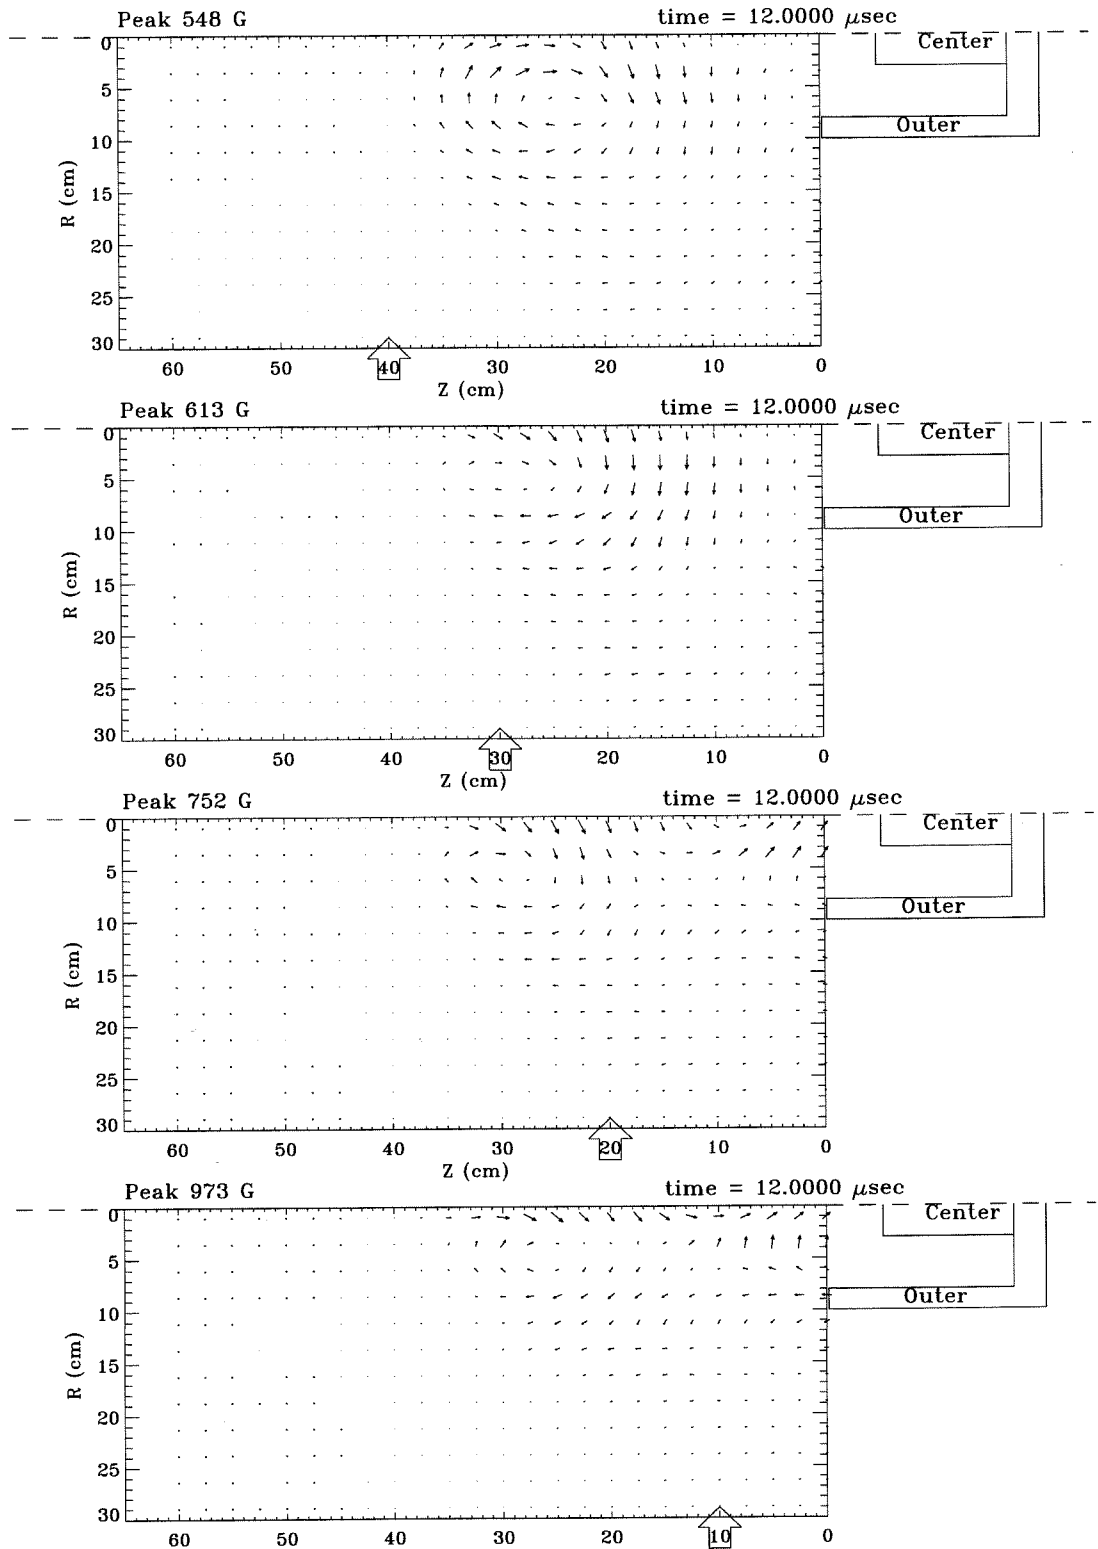 Peak 548 G time = 12.0000 μsec
Center
Outer
0
5
10
15
20
25
30
R (cm)
60 50 40 30 20 10 0
Z (cm)
Peak 613 G time = 12.0000 μsec
Center
Outer
0
5
10
15
20
25
30
R (cm)
60 50 40 30 20 10 0
Z (cm)
Peak 752 G time = 12.0000 μsec
Center
Outer
0
5
10
15
20
25
30
R (cm)
60 50 40 30 20 10 0
Z (cm)
Peak 973 G time = 12.0000 μsec
Center
Outer
0
5
10
15
20
25
30
R (cm)
60 50 40 30 20 10 0